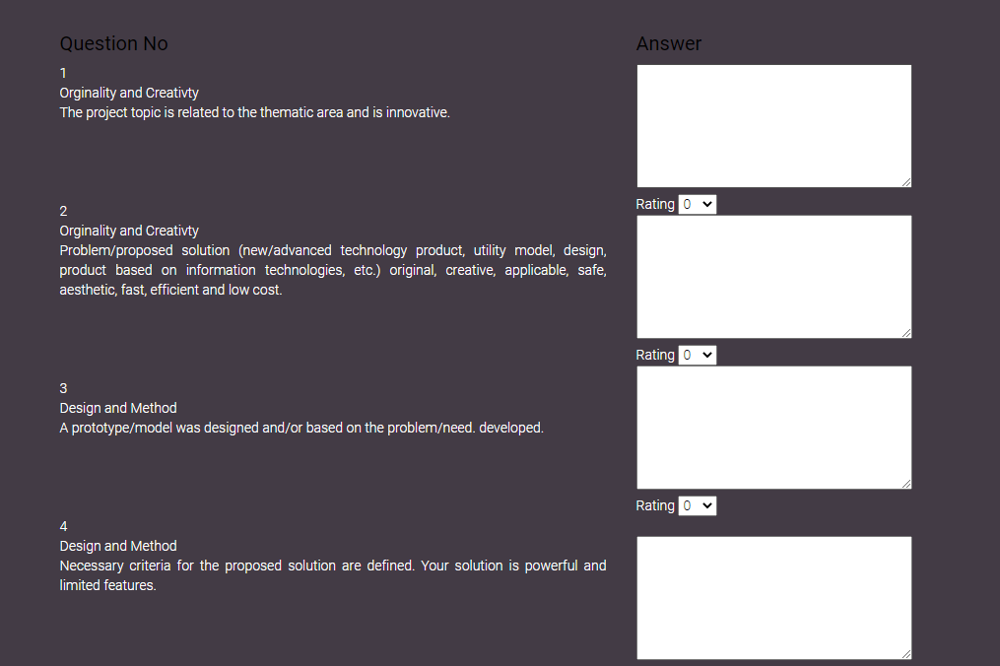 Question No
Answer
1
Orginality and Creativty
The project topic is related to the thematic area and is innovative.
Rating 0
2
Orginality and Creativty
Problem/proposed solution (new/advanced technology product, utility model, design,
product based on information technologies, etc.) original, creative, applicable, safe,
aesthetic, fast, efficient and low cost.
Rating 0
3
Design and Method
A prototype/model was designed and/or based on the problem/need. developed.
Rating 0
4
Design and Method
Necessary criteria for the proposed solution are defined. Your solution is powerful and
limited features.